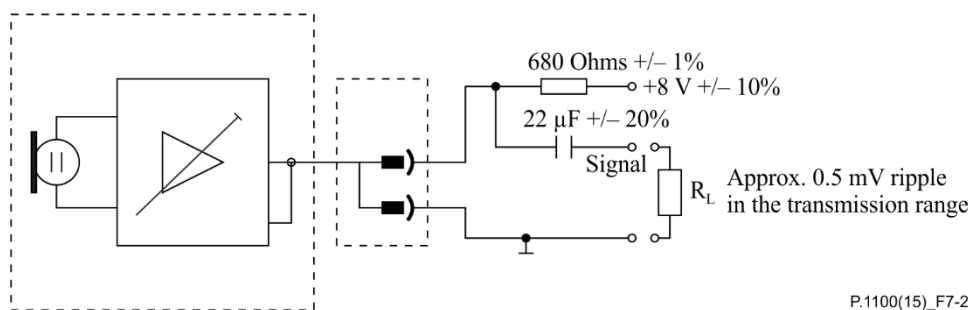 680 Ohms +/– 1%
+8 V +/– 10%
22 µF +/– 20%
Signal
R_L
Approx. 0.5 mV ripple
in the transmission range
P.1100(15)_F7-2